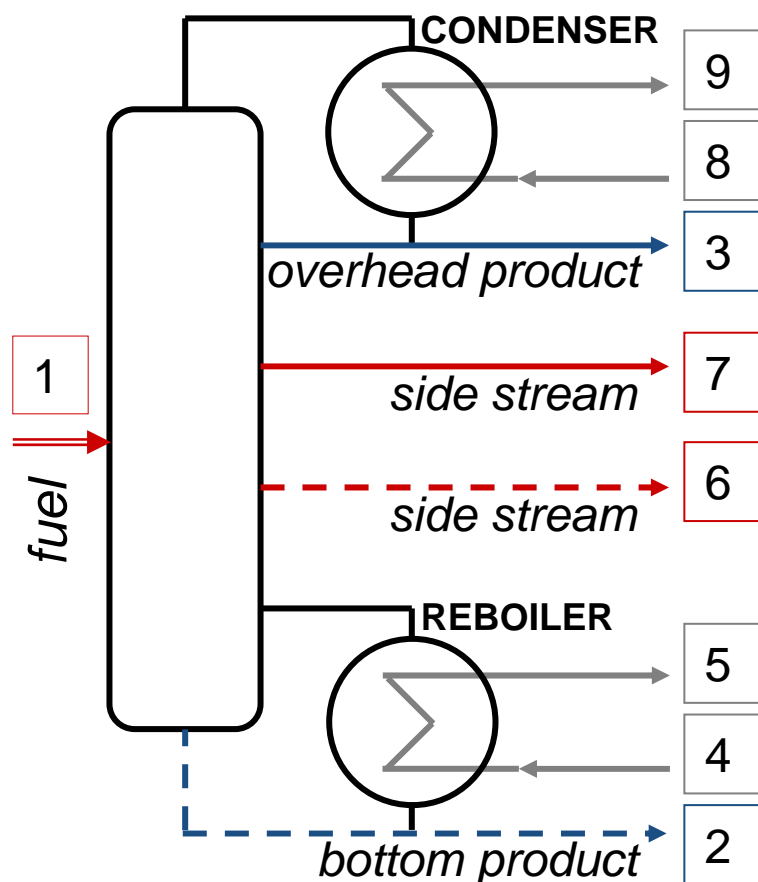 CONDENSER
9
8
3
overhead product
1
7
side stream
6
side stream
fuel
REBOILER
5
4
2
bottom product